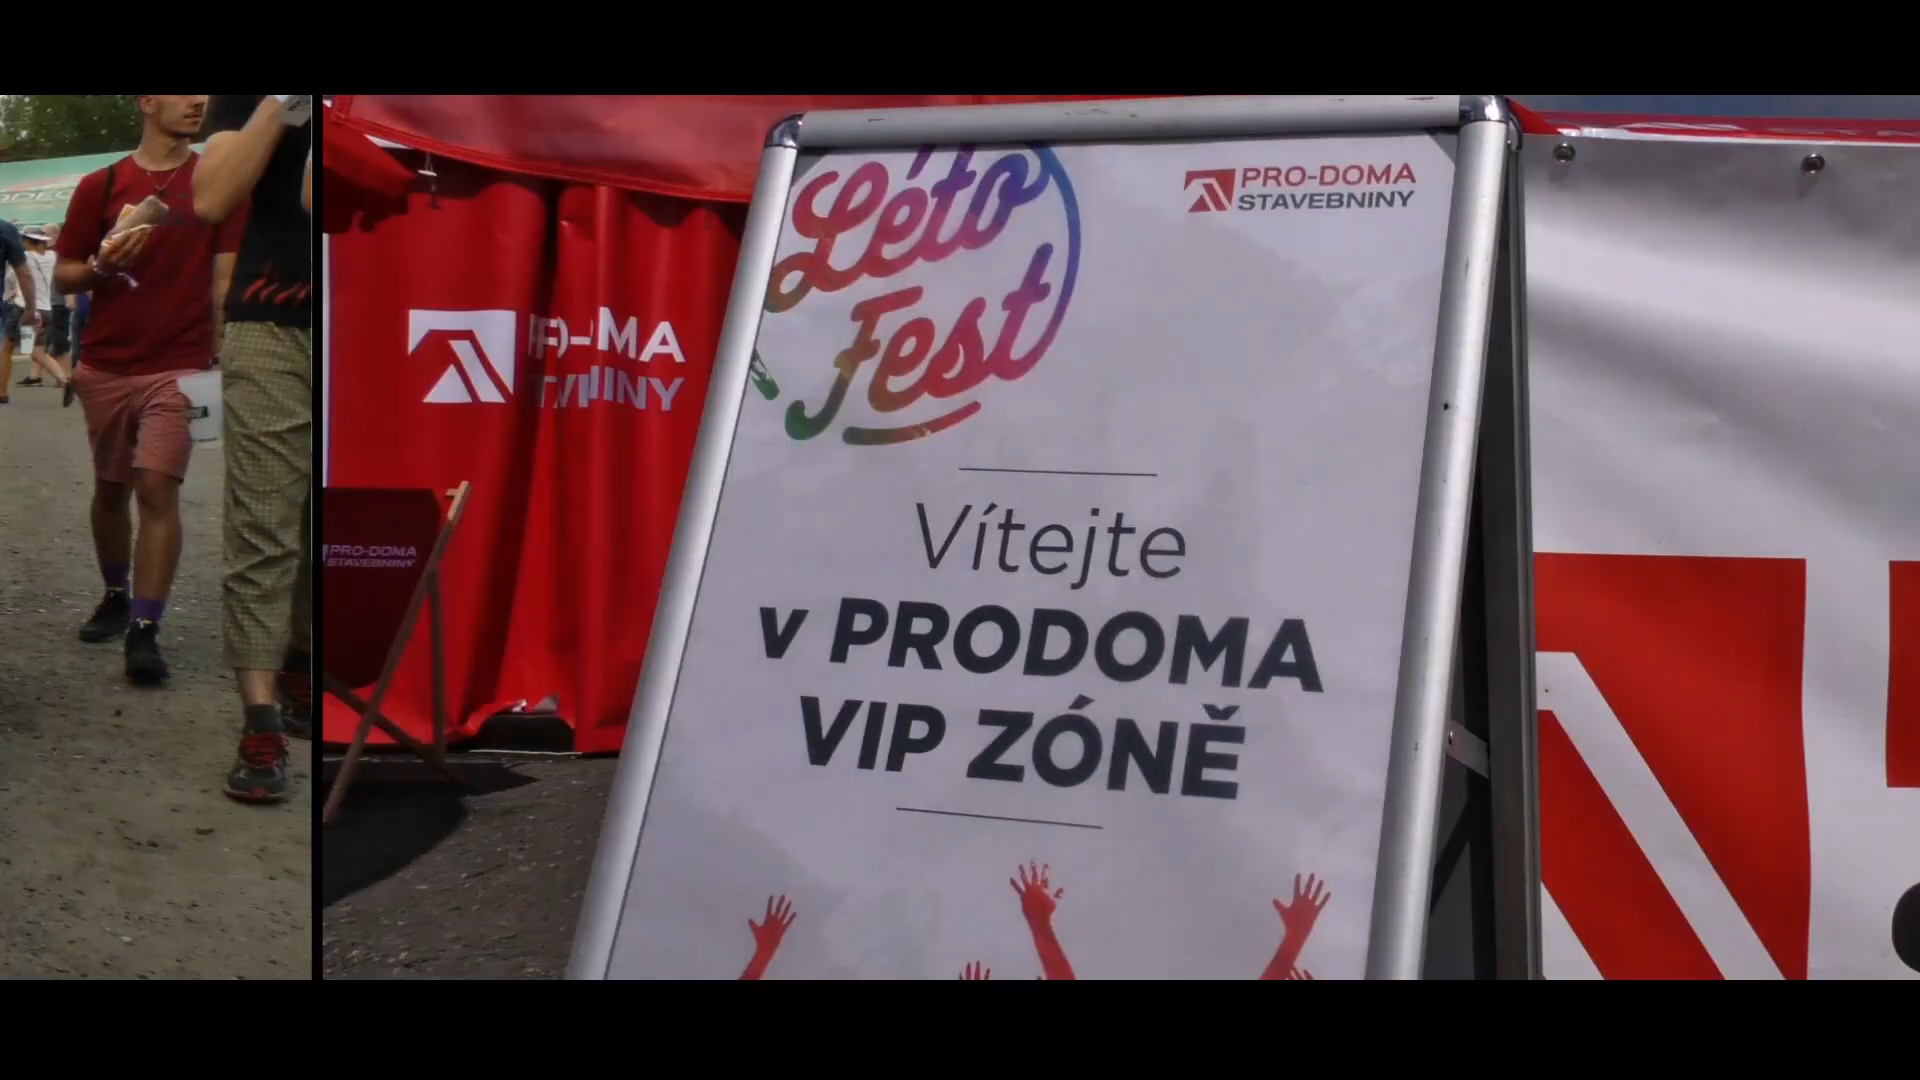 Léto
Fest
PRO-DOMA
STAVEBNINY
Vítejte
v PRODOMA
VIP ZÓNĚ
PRO-DOMA
STAVEBNINY